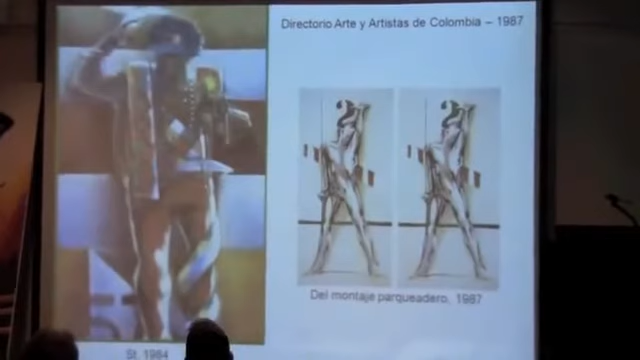 Directorio Arte y Artistas de Colombia – 1987
Del montaje parqueadero, 1987
St. 1984